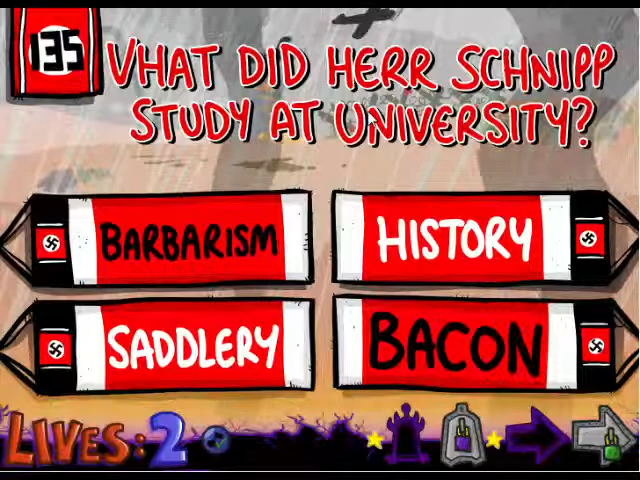 135
VHAT DID HERR SCHNIPP
STUDY AT UNIVERSITY?
BARBARISM
HISTORY
SADDLERY
BACON
LIVES: 2